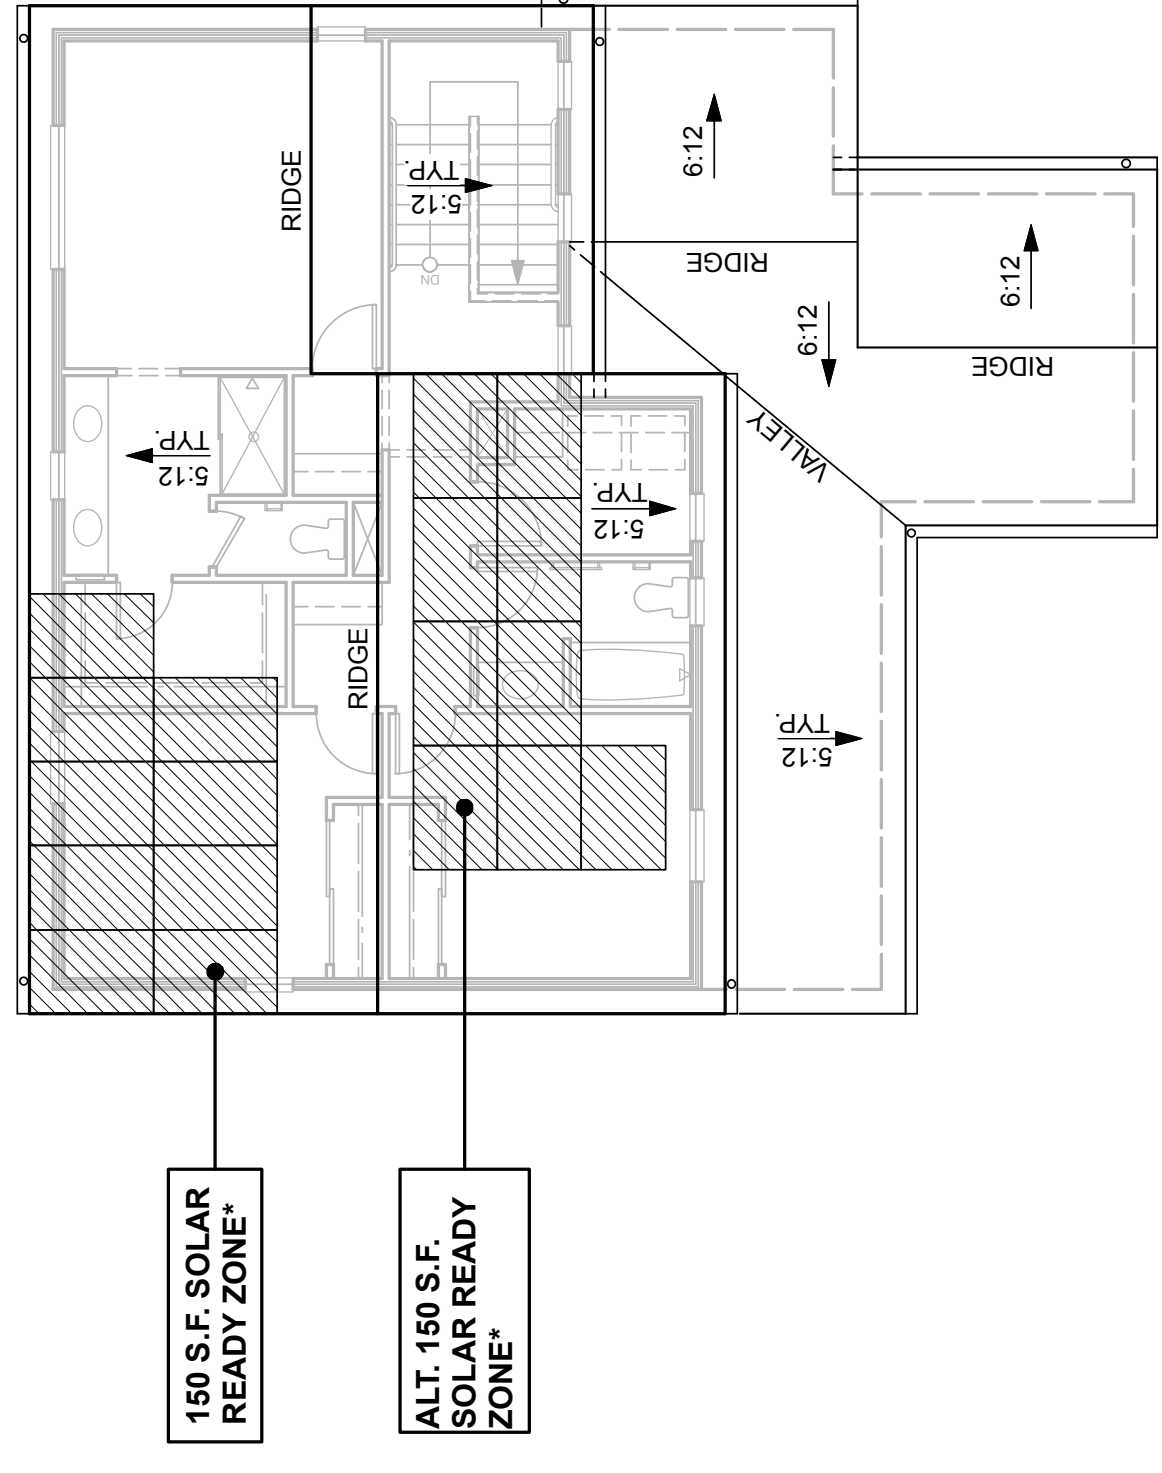 RIDGE
5:12
TYP.
6:12
5:12
TYP.
RIDGE
6:12
DN
6:12
RIDGE
VALLEY
5:12
TYP.
RIDGE
5:12
TYP.
150 S.F. SOLAR
READY ZONE*
ALT. 150 S.F.
SOLAR READY
ZONE*